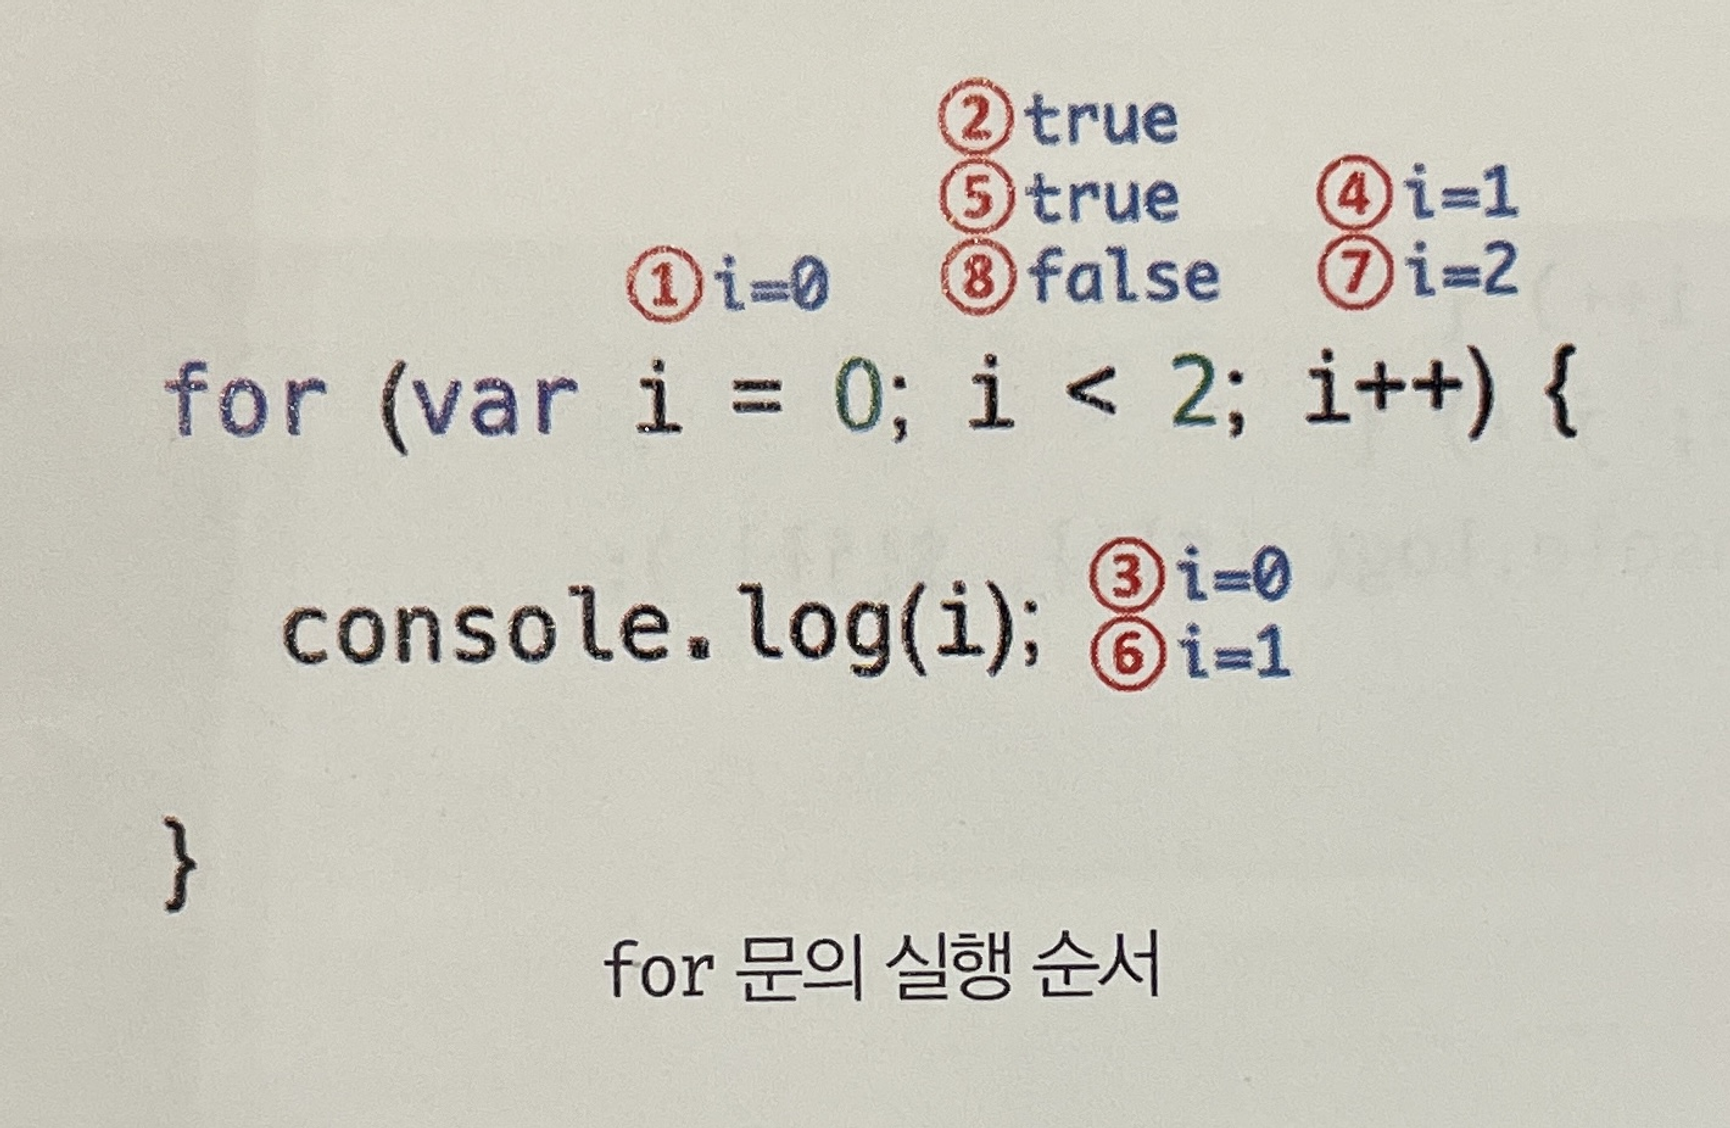 ② true
⑤ true ④ i=1
① i=0 ⑧ false ⑦ i=2
for (var i = 0; i < 2; i++) {
③ i=0
console.log(i);
⑥ i=1
}
for 문의 실행 순서